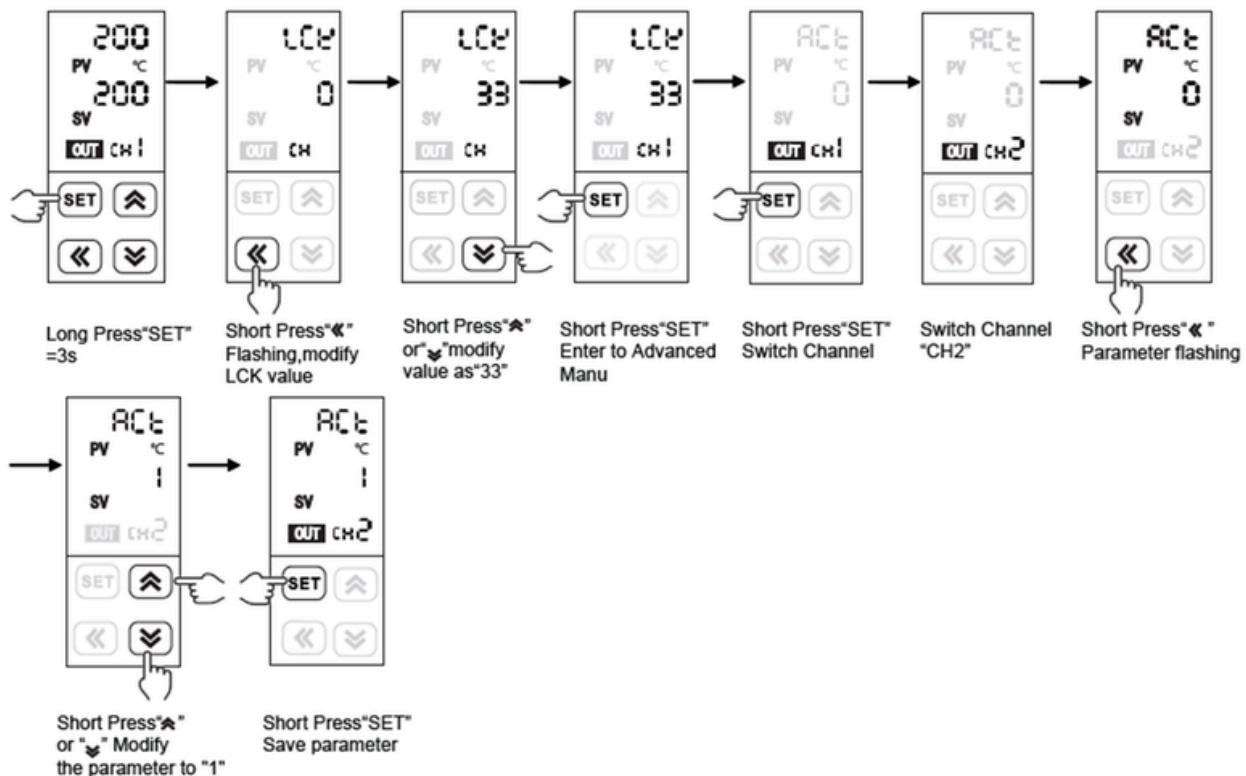 200
PV °C
200
SV
OUT CH1
SET
Long Press"SET"
=3s
LCK
PV °C
0
SV
OUT CH
SET
Short Press"«"
Flashing,modify
LCK value
LCK
PV °C
33
SV
OUT CH
SET
Short Press"︽"
or"︾"modify
value as"33"
LCK
PV °C
33
SV
OUT CH1
SET
Short Press"SET"
Enter to Advanced
Manu
ACt
PV °C
0
SV
OUT CH1
SET
Short Press"SET"
Switch Channel
ACt
PV °C
0
SV
OUT CH2
SET
Switch Channel
"CH2"
ACt
PV °C
0
SV
OUT CH2
SET
Short Press"« "
Parameter flashing
ACt
PV °C
1
SV
OUT CH2
SET
Short Press"︽"
or "︾" Modify
the parameter to "1"
ACt
PV °C
1
SV
OUT CH2
SET
Short Press"SET"
Save parameter